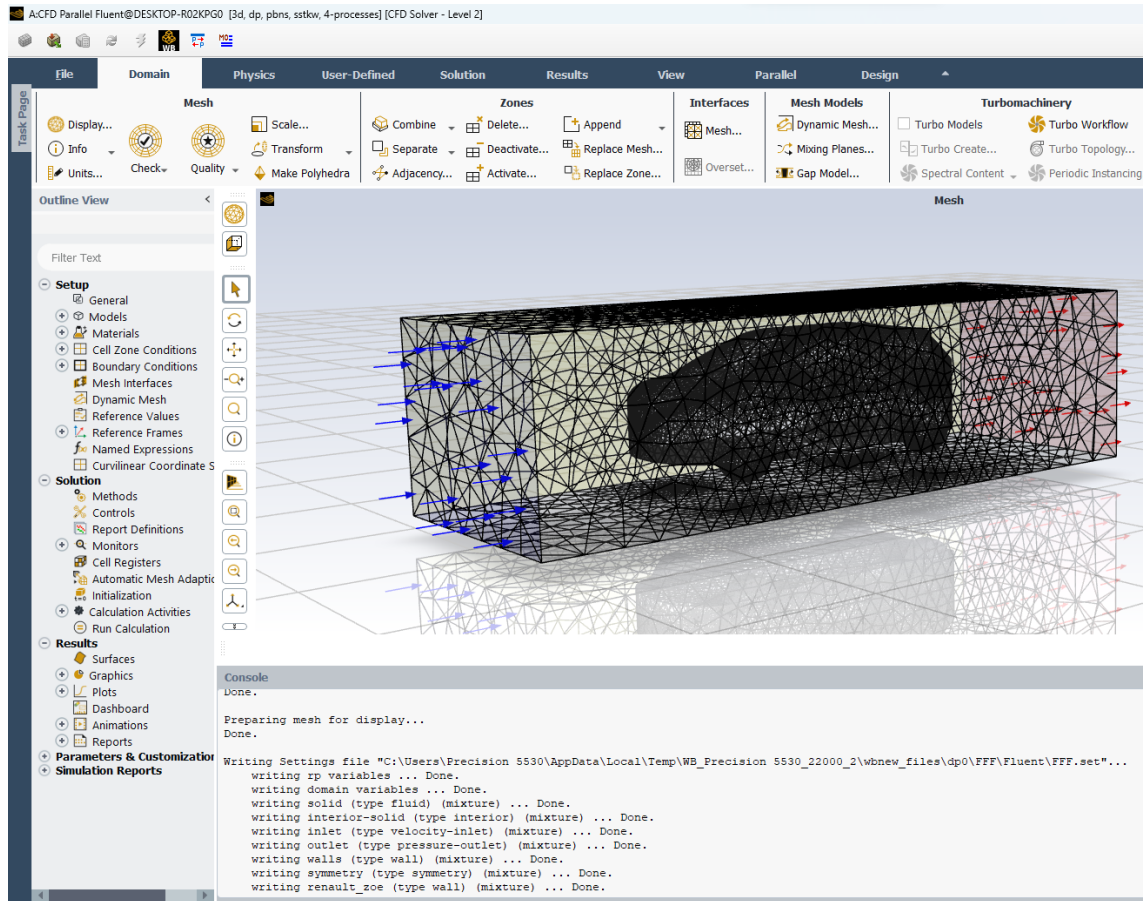 A:CFD Parallel Fluent@DESKTOP-R02KPG0 [3d, dp, pbns, sstkw, 4-processes] [CFD Solver - Level 2]
WB
MO
File Domain Physics User-Defined Solution Results View Parallel Design
Task Page
Mesh Zones Interfaces Mesh Models Turbomachinery
Display... Scale... Combine Delete... Append Mesh... Dynamic Mesh... Turbo Models Turbo Workflow
Info Check Quality Transform Separate Deactivate... Replace Mesh... Mixing Planes... Turbo Create... Turbo Topology...
Units... Make Polyhedra Adjacency... Activate... Replace Zone... Overset... Gap Model... Spectral Content Periodic Instancing
Outline View <
Mesh
Filter Text
Setup
General
Models
Materials
Cell Zone Conditions
Boundary Conditions
Mesh Interfaces
Dynamic Mesh
Reference Values
Reference Frames
Named Expressions
Curvilinear Coordinate S
Solution
Methods
Controls
Report Definitions
Monitors
Cell Registers
Automatic Mesh Adaptio
Initialization
Calculation Activities
Run Calculation
Results
Surfaces
Graphics
Plots
Dashboard
Animations
Reports
Parameters & Customization
Simulation Reports
Console
Done.
Preparing mesh for display...
Done.
Writing Settings file "C:\Users\Precision 5530\AppData\Local\Temp\WB_Precision 5530_22000_2\wbnew_files\dp0\FFF\Fluent\FFF.set"...
writing rp variables ... Done.
writing domain variables ... Done.
writing solid (type fluid) (mixture) ... Done.
writing interior-solid (type interior) (mixture) ... Done.
writing inlet (type velocity-inlet) (mixture) ... Done.
writing outlet (type pressure-outlet) (mixture) ... Done.
writing walls (type wall) (mixture) ... Done.
writing symmetry (type symmetry) (mixture) ... Done.
writing renault_zoe (type wall) (mixture) ... Done.